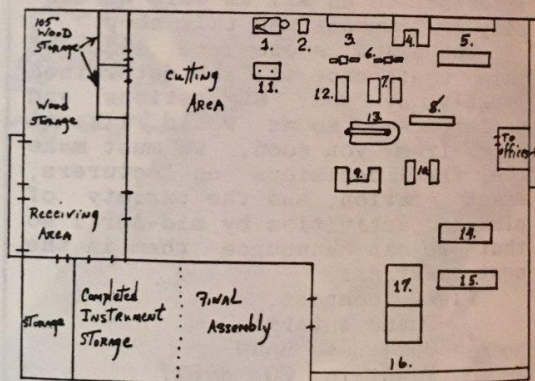 105°
WOOD
STORAGE
Wood
STORAGE
CUTTING
AREA
1.
2.
3.
4.
5.
6.
11.
12.
7.
8.
13.
9.
10.
TO
offices
RECEIVING
AREA
14.
15.
STORAGE
Completed
INSTRUMENT
STORAGE
FINAL
Assembly
17.
16.